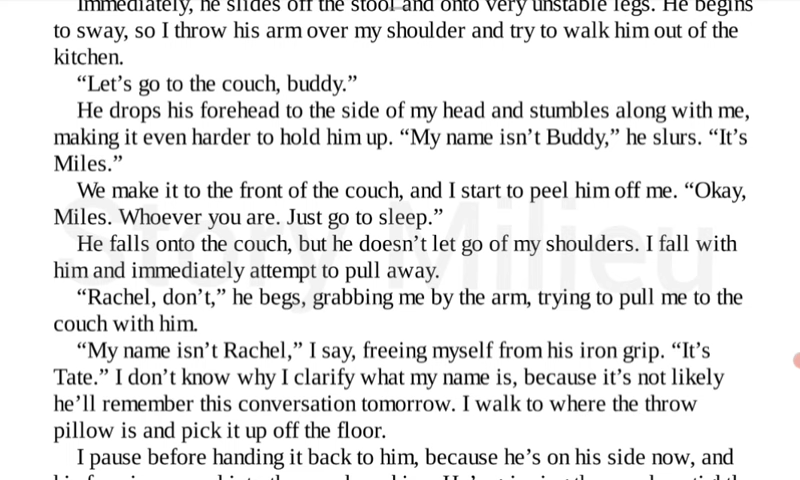 Immediately, he slides off the stool and onto very unstable legs. He begins
to sway, so I throw his arm over my shoulder and try to walk him out of the
kitchen.
“Let’s go to the couch, buddy.”
He drops his forehead to the side of my head and stumbles along with me,
making it even harder to hold him up. “My name isn’t Buddy,” he slurs. “It’s
Miles.”
We make it to the front of the couch, and I start to peel him off me. “Okay,
Miles. Whoever you are. Just go to sleep.”
He falls onto the couch, but he doesn’t let go of my shoulders. I fall with
him and immediately attempt to pull away.
“Rachel, don’t,” he begs, grabbing me by the arm, trying to pull me to the
couch with him.
“My name isn’t Rachel,” I say, freeing myself from his iron grip. “It’s
Tate.” I don’t know why I clarify what my name is, because it’s not likely
he’ll remember this conversation tomorrow. I walk to where the throw
pillow is and pick it up off the floor.
I pause before handing it back to him, because he’s on his side now, and
Story Milieu